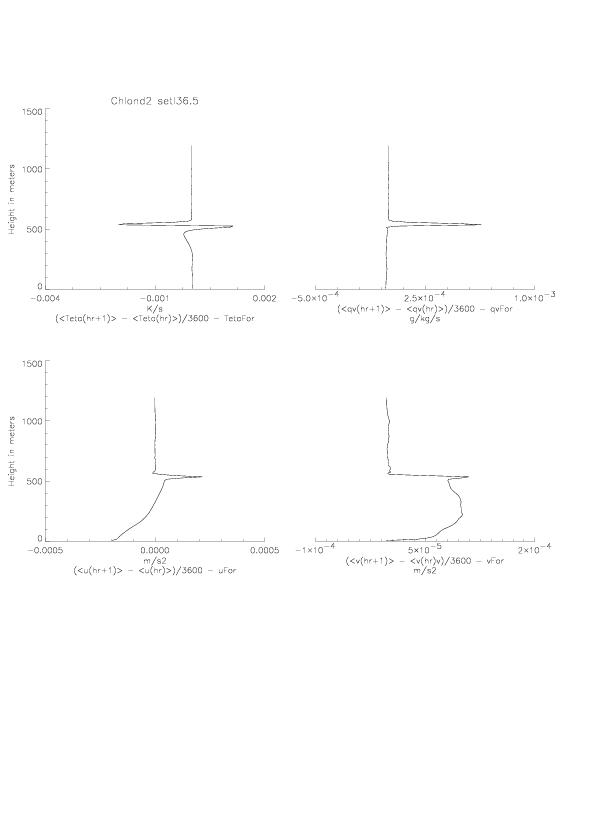 Chlond2 setI36.5
1500
1000
500
0
Height in meters
-0.004 -0.001 0.002
K/s
(<Teta(hr+1)> - <Teta(hr)>)/3600 - TetaFor
-5.0×10⁻⁴ 2.5×10⁻⁴ 1.0×10⁻³
(<qv(hr+1)> - <qv(hr)>)/3600 - qvFor
g/kg/s
1500
1000
500
0
Height in meters
-0.0005 0.0000 0.0005
m/s2
(<u(hr+1)> - <u(hr)>)/3600 - uFor
-1×10⁻⁴ 5×10⁻⁵ 2×10⁻⁴
(<v(hr+1)> - <v(hr)v)/3600 - vFor
m/s2